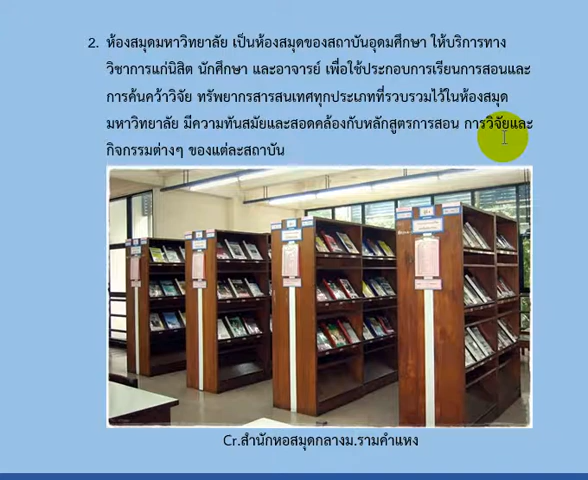 2. ห้องสมุดมหาวิทยาลัย เป็นห้องสมุดของสถาบันอุดมศึกษา ให้บริการทาง
วิชาการแก่นิสิต นักศึกษา และอาจารย์ เพื่อใช้ประกอบการเรียนการสอนและ
การค้นคว้าวิจัย ทรัพยากรสารสนเทศทุกประเภทที่รวบรวมไว้ในห้องสมุด
มหาวิทยาลัย มีความทันสมัยและสอดคล้องกับหลักสูตรการสอน การวิจัยและ
กิจกรรมต่างๆ ของแต่ละสถาบัน
Cr.สำนักหอสมุดกลางม.รามคำแหง